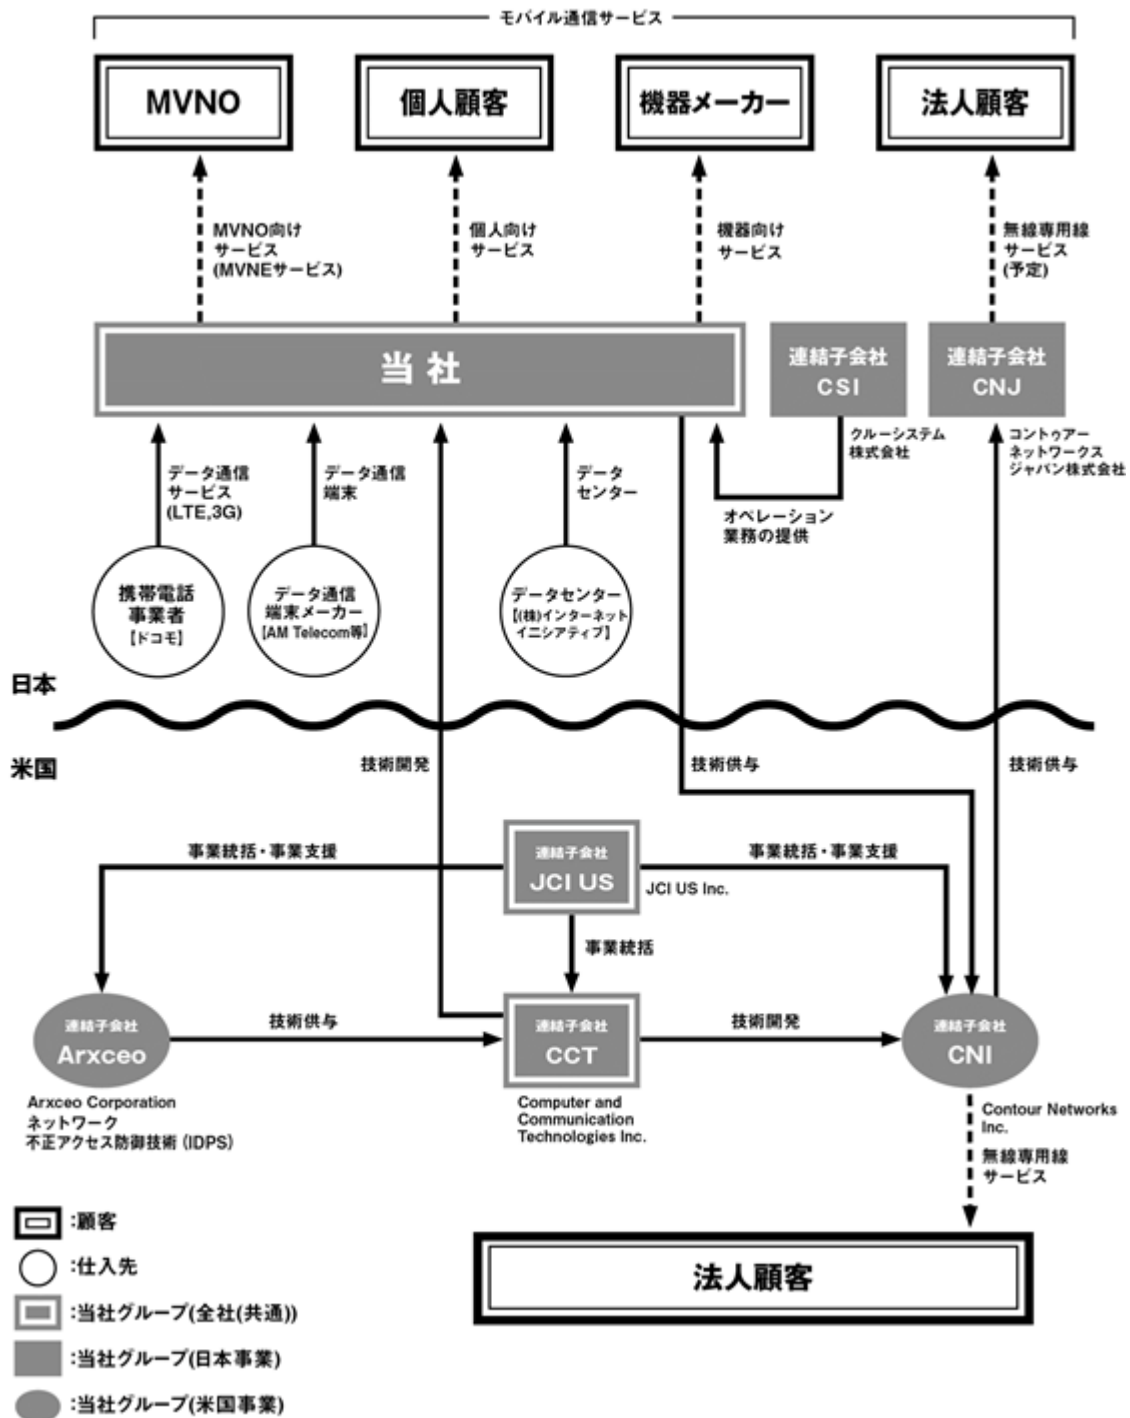 モバイル通信サービス
MVNO
個人顧客
機器メーカー
法人顧客
MVNO向け
サービス
(MVNEサービス)
個人向け
サービス
機器向け
サービス
無線専用線
サービス
(予定)
当社
連結子会社
CSI
連結子会社
CNJ
クルーシステム
株式会社
コントゥアー
ネットワークス
ジャパン株式会社
データ通信
サービス
(LTE,3G)
データ通信
端末
データ
センター
オペレーション
業務の提供
携帯電話
事業者
【ドコモ】
データ通信
端末メーカー
【AM Telecom等】
データセンター
【(株)インターネット
イニシアティブ】
日本
米国
技術開発
技術供与
技術供与
事業統括・事業支援
連結子会社
JCI US
事業統括・事業支援
JCI US Inc.
事業統括
連結子会社
Arxceo
技術供与
連結子会社
CCT
技術開発
連結子会社
CNI
Arxceo Corporation
ネットワーク
不正アクセス防御技術（IDPS）
Computer and
Communication
Technologies Inc.
Contour Networks
Inc.
無線専用線
サービス
法人顧客
:顧客
:仕入先
:当社グループ(全社(共通))
:当社グループ(日本事業)
:当社グループ(米国事業)